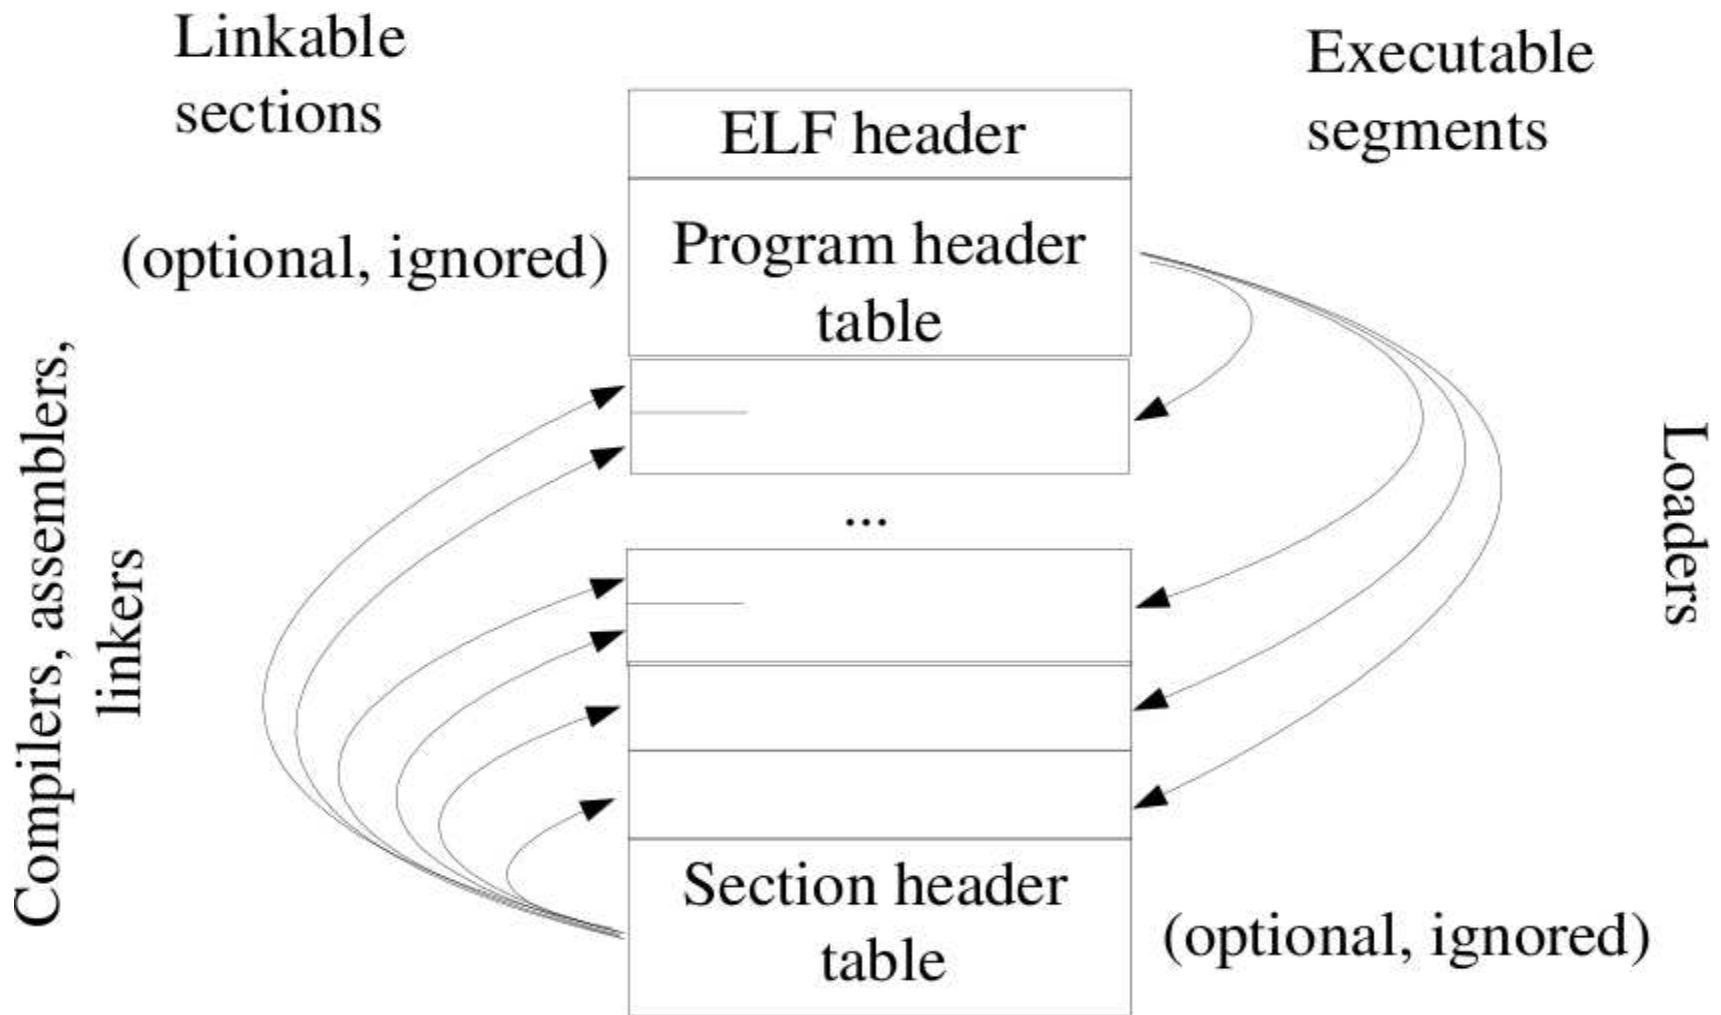 Linkable
sections
Executable
segments
ELF header
(optional, ignored)
Program header
table
Compilers, assemblers,
linkers
...
Loaders
Section header
table
(optional, ignored)